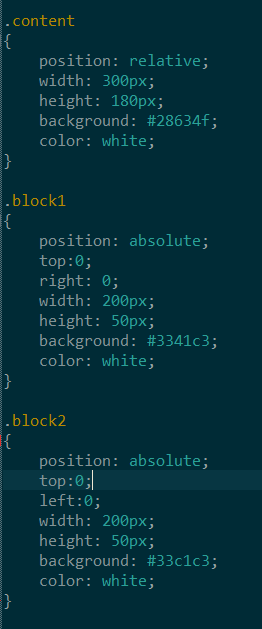 .content
{
position: relative;
width: 300px;
height: 180px;
background: #28634f;
color: white;
}
.block1
{
position: absolute;
top:0;
right: 0;
width: 200px;
height: 50px;
background: #3341c3;
color: white;
}
.block2
{
position: absolute;
top:0;
left:0;
width: 200px;
height: 50px;
background: #33c1c3;
color: white;
}